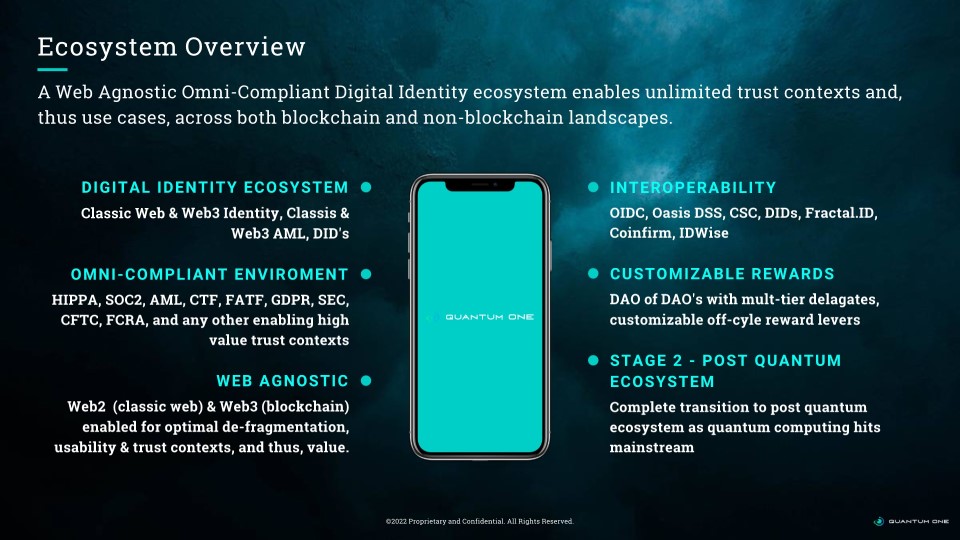 Ecosystem Overview
A Web Agnostic Omni-Compliant Digital Identity ecosystem enables unlimited trust contexts and,
thus use cases, across both blockchain and non-blockchain landscapes.
DIGITAL IDENTITY ECOSYSTEM
Classic Web & Web3 Identity, Classis &
Web3 AML, DID's
OMNI-COMPLIANT ENVIROMENT
HIPPA, SOC2, AML, CTF, FATF, GDPR, SEC,
CFTC, FCRA, and any other enabling high
value trust contexts
WEB AGNOSTIC
Web2 (classic web) & Web3 (blockchain)
enabled for optimal de-fragmentation,
usability & trust contexts, and thus, value.
QUANTUM ONE
INTEROPERABILITY
OIDC, Oasis DSS, CSC, DIDs, Fractal.ID,
Coinfirm, IDWise
CUSTOMIZABLE REWARDS
DAO of DAO's with mult-tier delagates,
customizable off-cyle reward levers
STAGE 2 - POST QUANTUM
ECOSYSTEM
Complete transition to post quantum
ecosystem as quantum computing hits
mainstream
©2022 Proprietary and Confidential. All Rights Reserved.
QUANTUM ONE